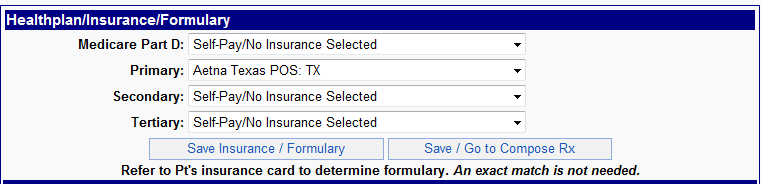 Healthplan/Insurance/Formulary
Medicare Part D: Self-Pay/No Insurance Selected
Primary: Aetna Texas POS: TX
Secondary: Self-Pay/No Insurance Selected
Tertiary: Self-Pay/No Insurance Selected
Save Insurance / Formulary Save / Go to Compose Rx
Refer to Pt's insurance card to determine formulary. An exact match is not needed.